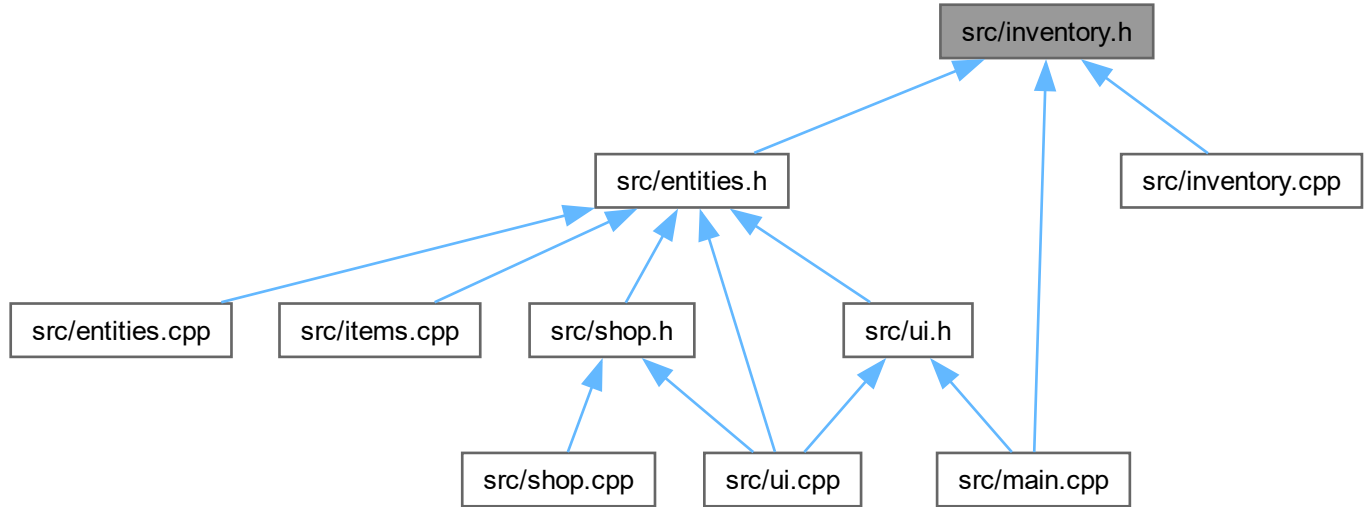 src/inventory.h
src/entities.h
src/inventory.cpp
src/entities.cpp
src/items.cpp
src/shop.h
src/ui.h
src/shop.cpp
src/ui.cpp
src/main.cpp